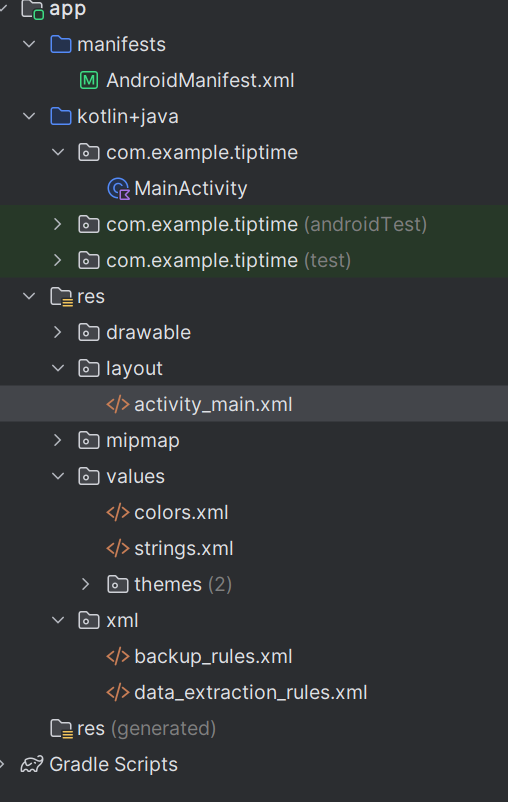 app
manifests
AndroidManifest.xml
kotlin+java
com.example.tiptime
MainActivity
com.example.tiptime (androidTest)
com.example.tiptime (test)
res
drawable
layout
activity_main.xml
mipmap
values
colors.xml
strings.xml
themes (2)
xml
backup_rules.xml
data_extraction_rules.xml
res (generated)
Gradle Scripts